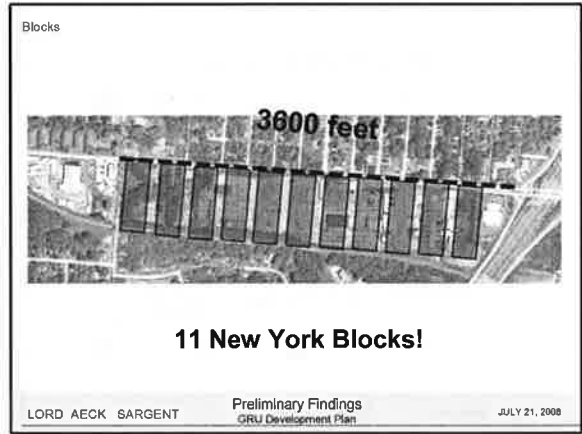 Blocks
3600 feet
11 New York Blocks!
LORD AECK SARGENT
Preliminary Findings
GRU Development Plan
JULY 21, 2008